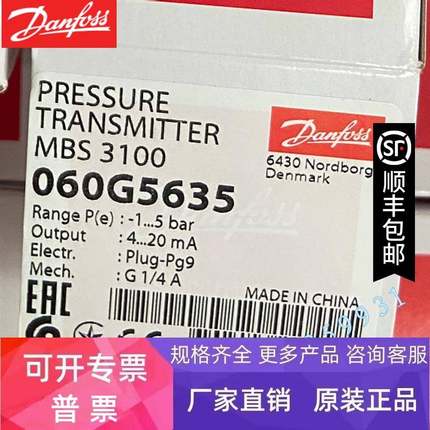 Danfoss
PRESSURE
TRANSMITTER
MBS 3100
060G5635
Range P(e) : -1...5 bar
Output : 4...20 mA
Electr. : Plug-Pg9
Mech. : G 1/4 A
Danfoss
6430 Nordborg
Denmark
MADE IN CHINA
EAC
SF
顺丰包邮
可开专票
普 票
规格齐全 更多产品 咨询客服
厂家直销 原装正品